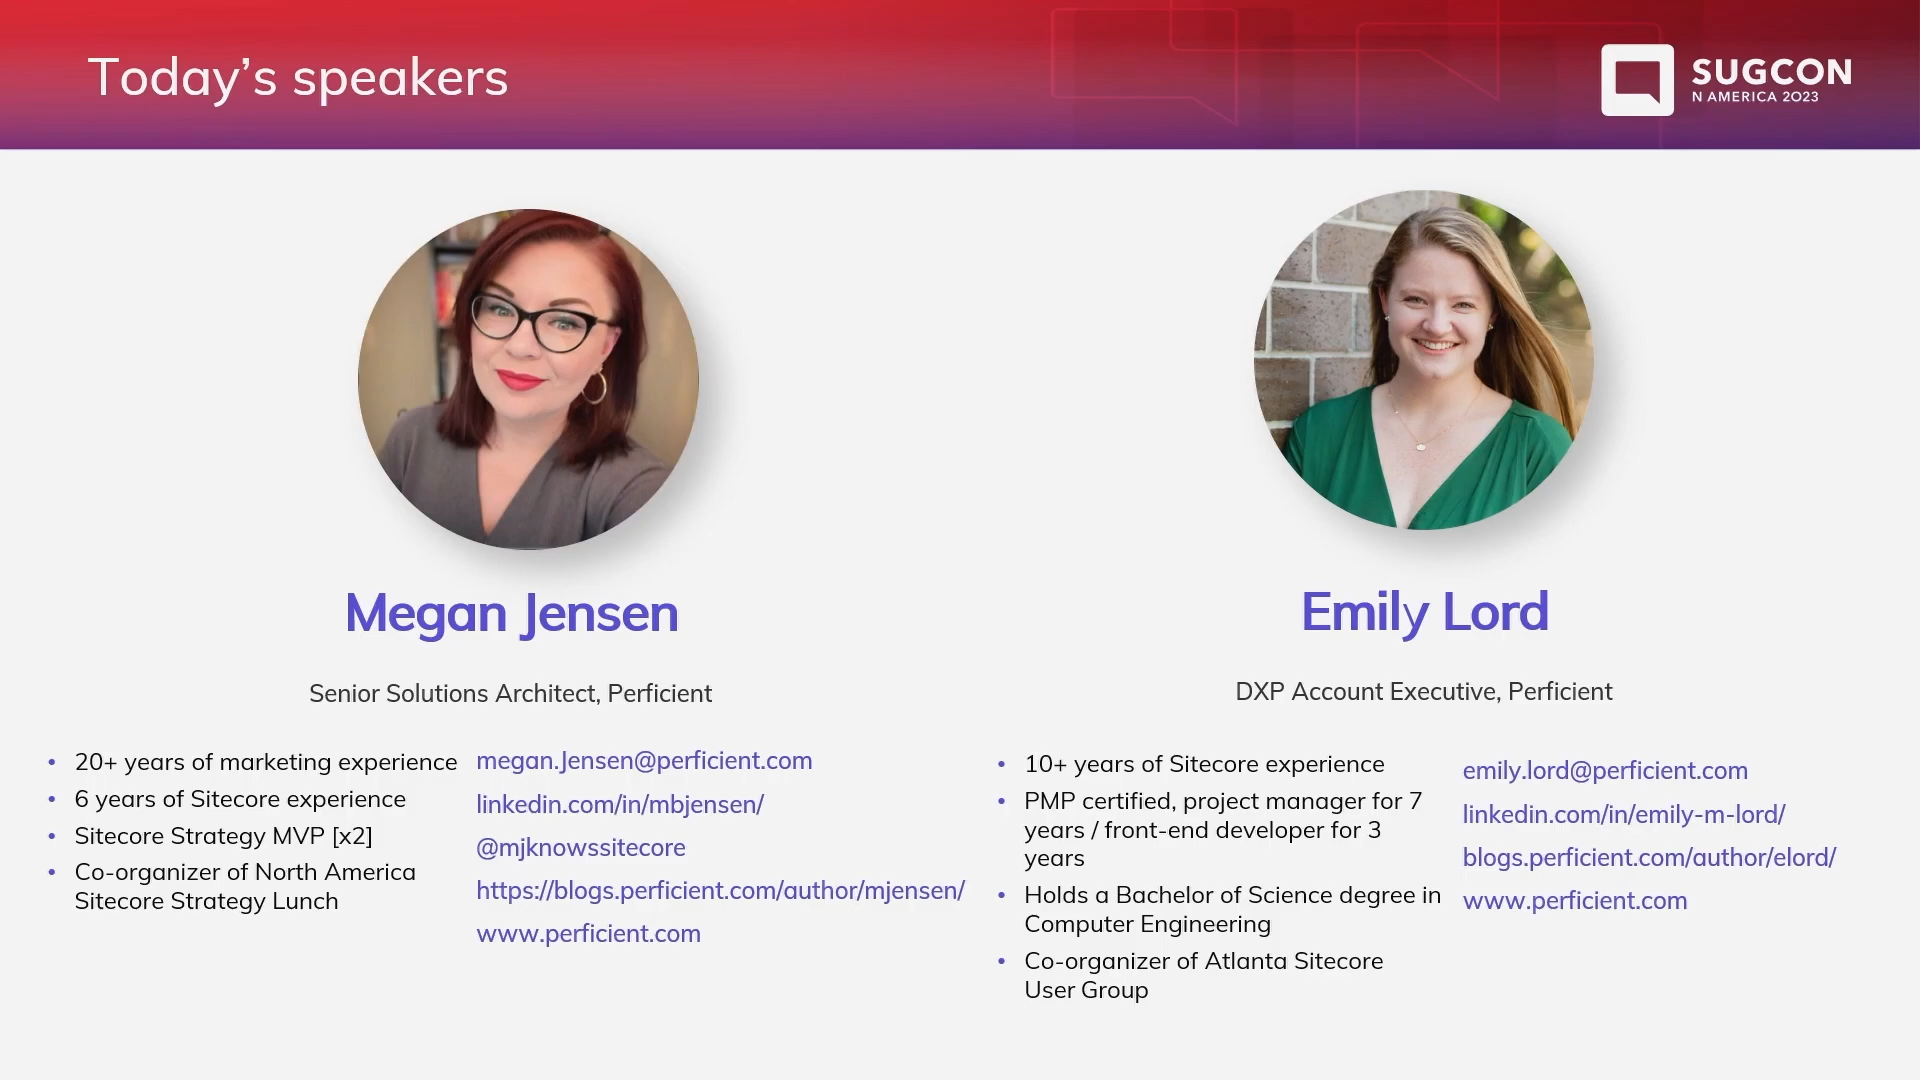 Today’s speakers
SUGCON
N AMERICA 2023
Megan Jensen
Senior Solutions Architect, Perficient
• 20+ years of marketing experience
• 6 years of Sitecore experience
• Sitecore Strategy MVP [x2]
• Co-organizer of North America
Sitecore Strategy Lunch
megan.Jensen@perficient.com
linkedin.com/in/mbjensen/
@mjknowssitecore
https://blogs.perficient.com/author/mjensen/
www.perficient.com
Emily Lord
DXP Account Executive, Perficient
• 10+ years of Sitecore experience
• PMP certified, project manager for 7
years / front-end developer for 3
years
• Holds a Bachelor of Science degree in
Computer Engineering
• Co-organizer of Atlanta Sitecore
User Group
emily.lord@perficient.com
linkedin.com/in/emily-m-lord/
blogs.perficient.com/author/elord/
www.perficient.com